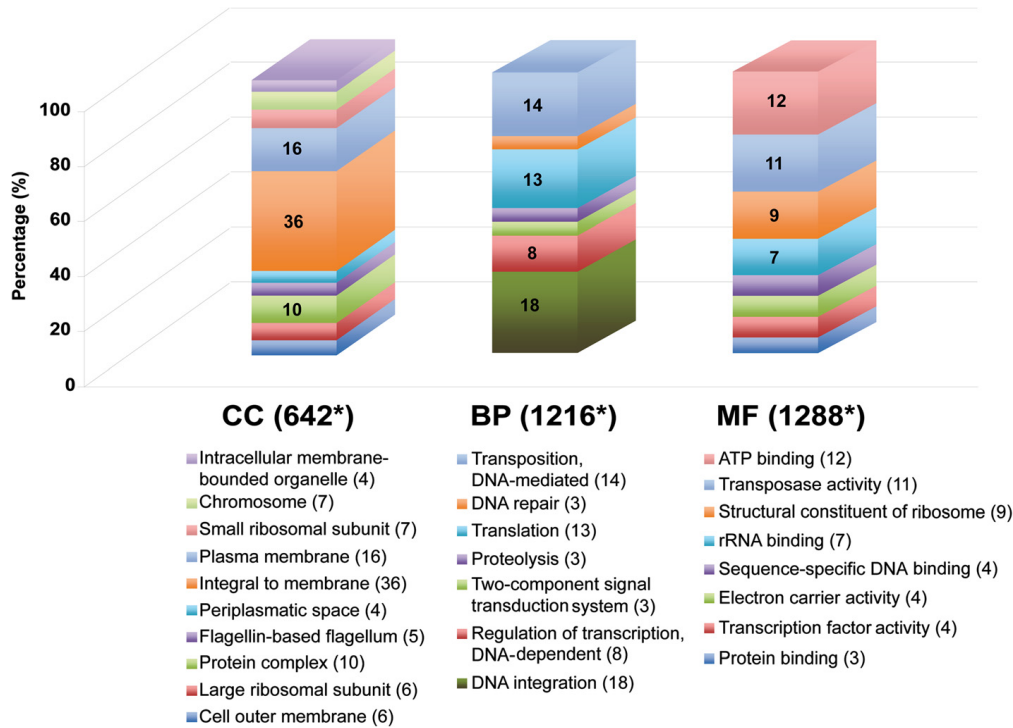 Percentage (%)
100
80
60
40
20
0
16
36
10
14
13
8
18
12
11
9
7
CC (642*)
Intracellular membrane-
bounded organelle (4)
Chromosome (7)
Small ribosomal subunit (7)
Plasma membrane (16)
Integral to membrane (36)
Periplasmatic space (4)
Flagellin-based flagellum (5)
Protein complex (10)
Large ribosomal subunit (6)
Cell outer membrane (6)
BP (1216*)
Transposition,
DNA-mediated (14)
DNA repair (3)
Translation (13)
Proteolysis (3)
Two-component signal
transduction system (3)
Regulation of transcription,
DNA-dependent (8)
DNA integration (18)
MF (1288*)
ATP binding (12)
Transposase activity (11)
Structural constituent of ribosome (9)
rRNA binding (7)
Sequence-specific DNA binding (4)
Electron carrier activity (4)
Transcription factor activity (4)
Protein binding (3)